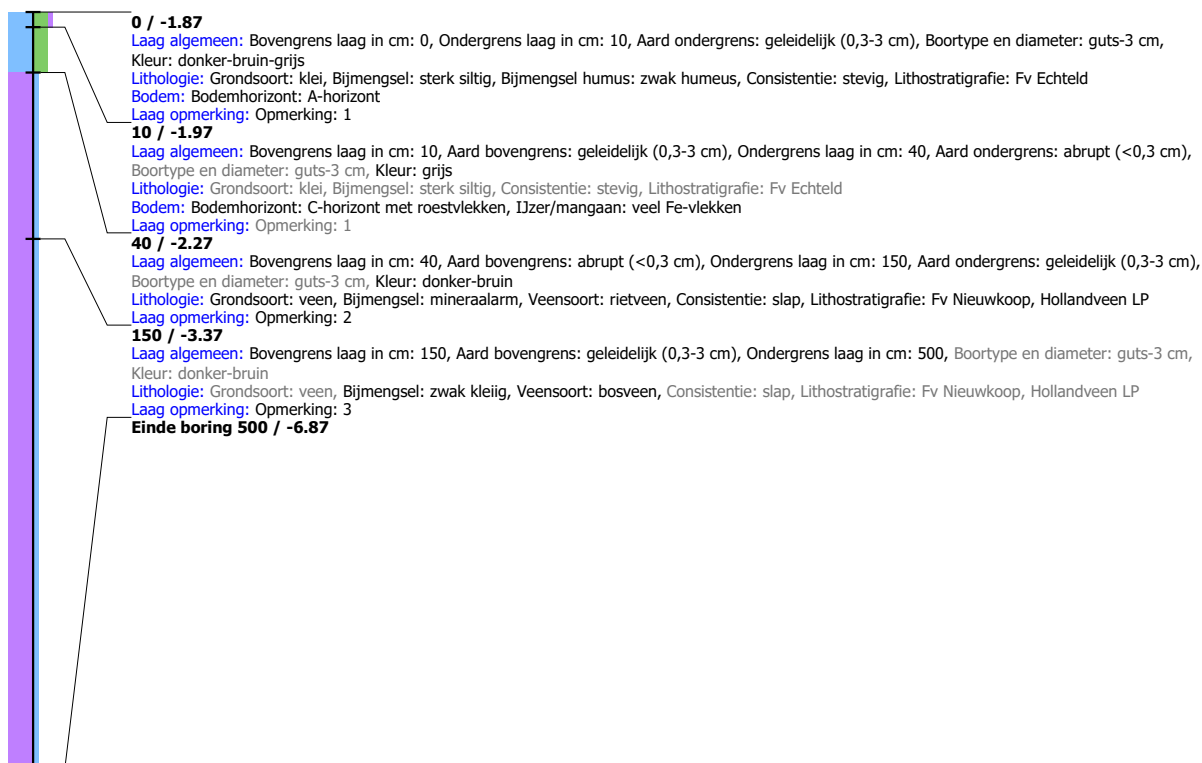 0 / -1.87
Laag algemeen: Bovengrens laag in cm: 0, Ondergrens laag in cm: 10, Aard ondergrens: geleidelijk (0,3-3 cm), Boortype en diameter: guts-3 cm,
Kleur: donker-bruin-grijs
Lithologie: Grondsoort: klei, Bijmengsel: sterk siltig, Bijmengsel humus: zwak humeus, Consistentie: stevig, Lithostratigrafie: Fv Echteld
Bodem: Bodemhorizont: A-horizont
Laag opmerking: Opmerking: 1
10 / -1.97
Laag algemeen: Bovengrens laag in cm: 10, Aard bovengrens: geleidelijk (0,3-3 cm), Ondergrens laag in cm: 40, Aard ondergrens: abrupt (<0,3 cm),
Boortype en diameter: guts-3 cm, Kleur: grijs
Lithologie: Grondsoort: klei, Bijmengsel: sterk siltig, Consistentie: stevig, Lithostratigrafie: Fv Echteld
Bodem: Bodemhorizont: C-horizont met roestvlekken, IJzer/mangaan: veel Fe-vlekken
Laag opmerking: Opmerking: 1
40 / -2.27
Laag algemeen: Bovengrens laag in cm: 40, Aard bovengrens: abrupt (<0,3 cm), Ondergrens laag in cm: 150, Aard ondergrens: geleidelijk (0,3-3 cm),
Boortype en diameter: guts-3 cm, Kleur: donker-bruin
Lithologie: Grondsoort: veen, Bijmengsel: mineraalarm, Veensoort: rietveen, Consistentie: slap, Lithostratigrafie: Fv Nieuwkoop, Hollandveen LP
Laag opmerking: Opmerking: 2
150 / -3.37
Laag algemeen: Bovengrens laag in cm: 150, Aard bovengrens: geleidelijk (0,3-3 cm), Ondergrens laag in cm: 500, Boortype en diameter: guts-3 cm,
Kleur: donker-bruin
Lithologie: Grondsoort: veen, Bijmengsel: zwak kleiig, Veensoort: bosveen, Consistentie: slap, Lithostratigrafie: Fv Nieuwkoop, Hollandveen LP
Laag opmerking: Opmerking: 3
Einde boring 500 / -6.87